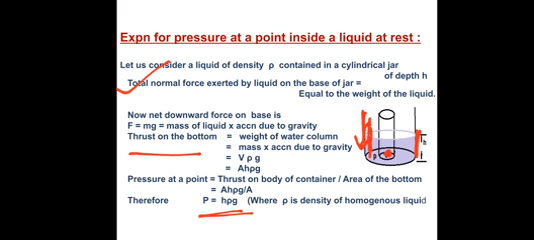 Expn for pressure at a point inside a liquid at rest :
Let us consider a liquid of density ρ contained in a cylindrical jar
of depth h
Total normal force exerted by liquid on the base of jar =
Equal to the weight of the liquid.
Now net downward force on base is
F = mg = mass of liquid x accn due to gravity
Thrust on the bottom = weight of water column
= mass x accn due to gravity
= V ρ g
= Ahρg
Pressure at a point = Thrust on body of container / Area of the bottom
= Ahρg/A
Therefore P = hρg (Where ρ is density of homogenous liquid
h
P